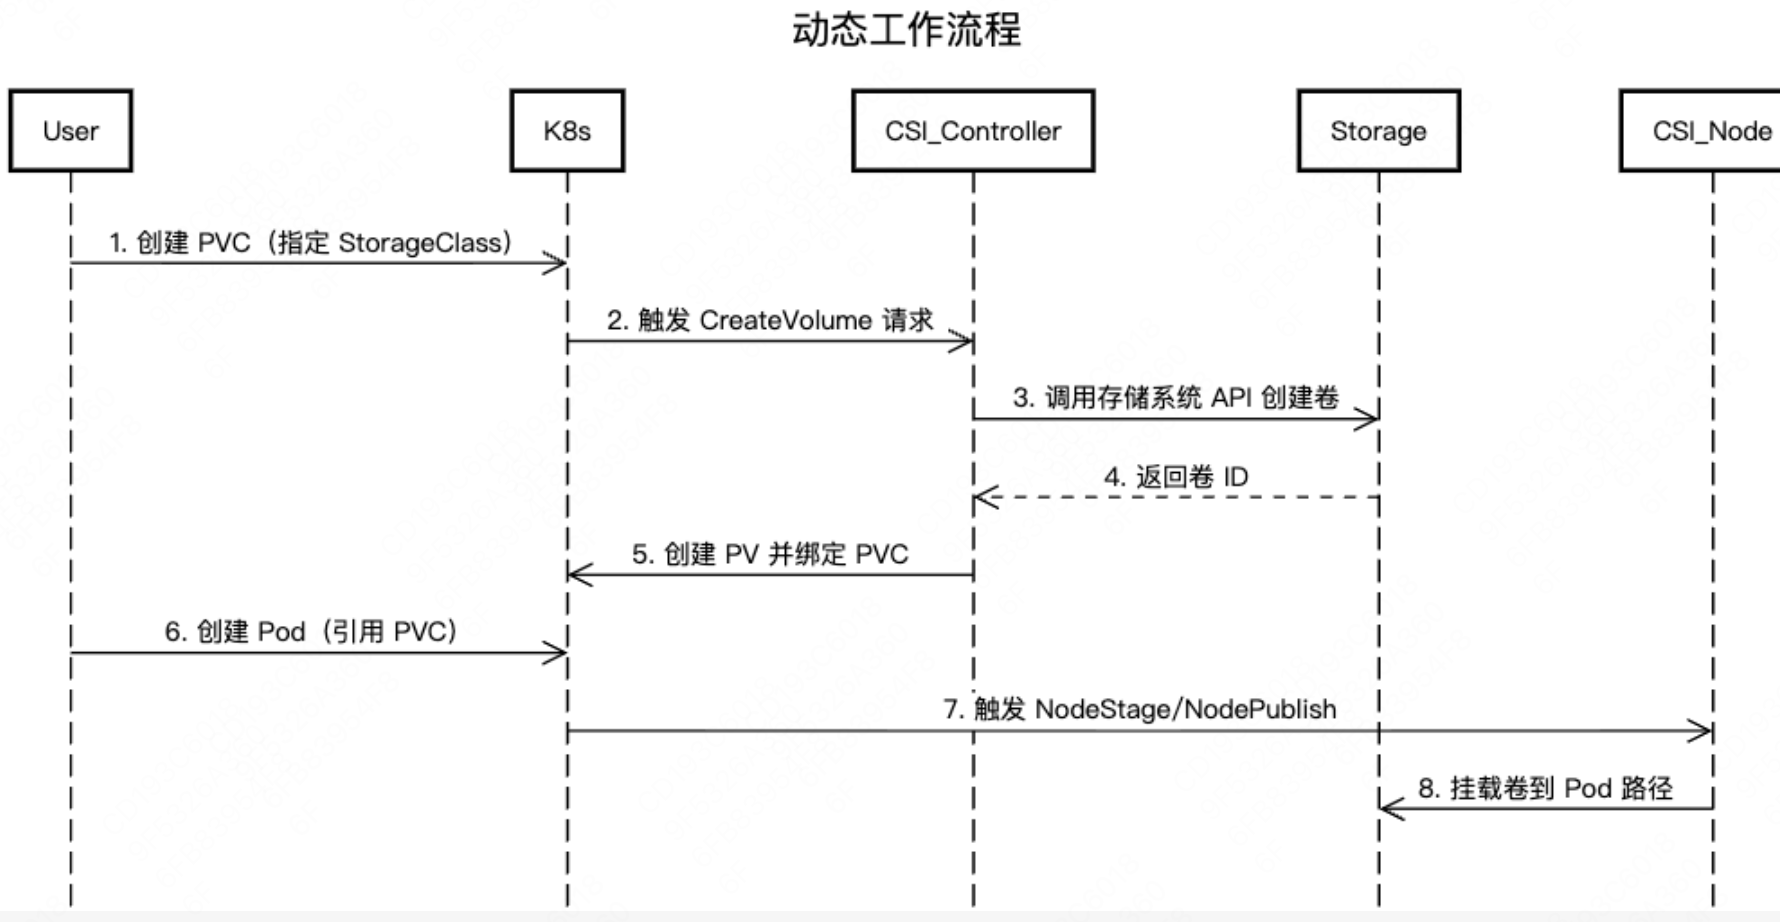 动态工作流程
User
K8s
CSI_Controller
Storage
CSI_Node
1. 创建 PVC（指定 StorageClass）
2. 触发 CreateVolume 请求
3. 调用存储系统 API 创建卷
4. 返回卷 ID
5. 创建 PV 并绑定 PVC
6. 创建 Pod（引用 PVC）
7. 触发 NodeStage/NodePublish
8. 挂载卷到 Pod 路径